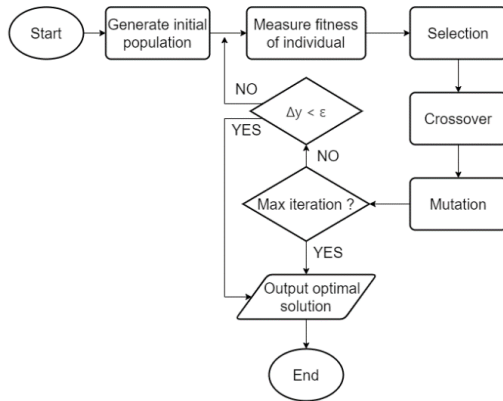 Start
Generate initial
population
Measure fitness
of individual
Selection
NO
Δy < ε
YES
Crossover
NO
Max iteration ?
Mutation
YES
Output optimal
solution
End